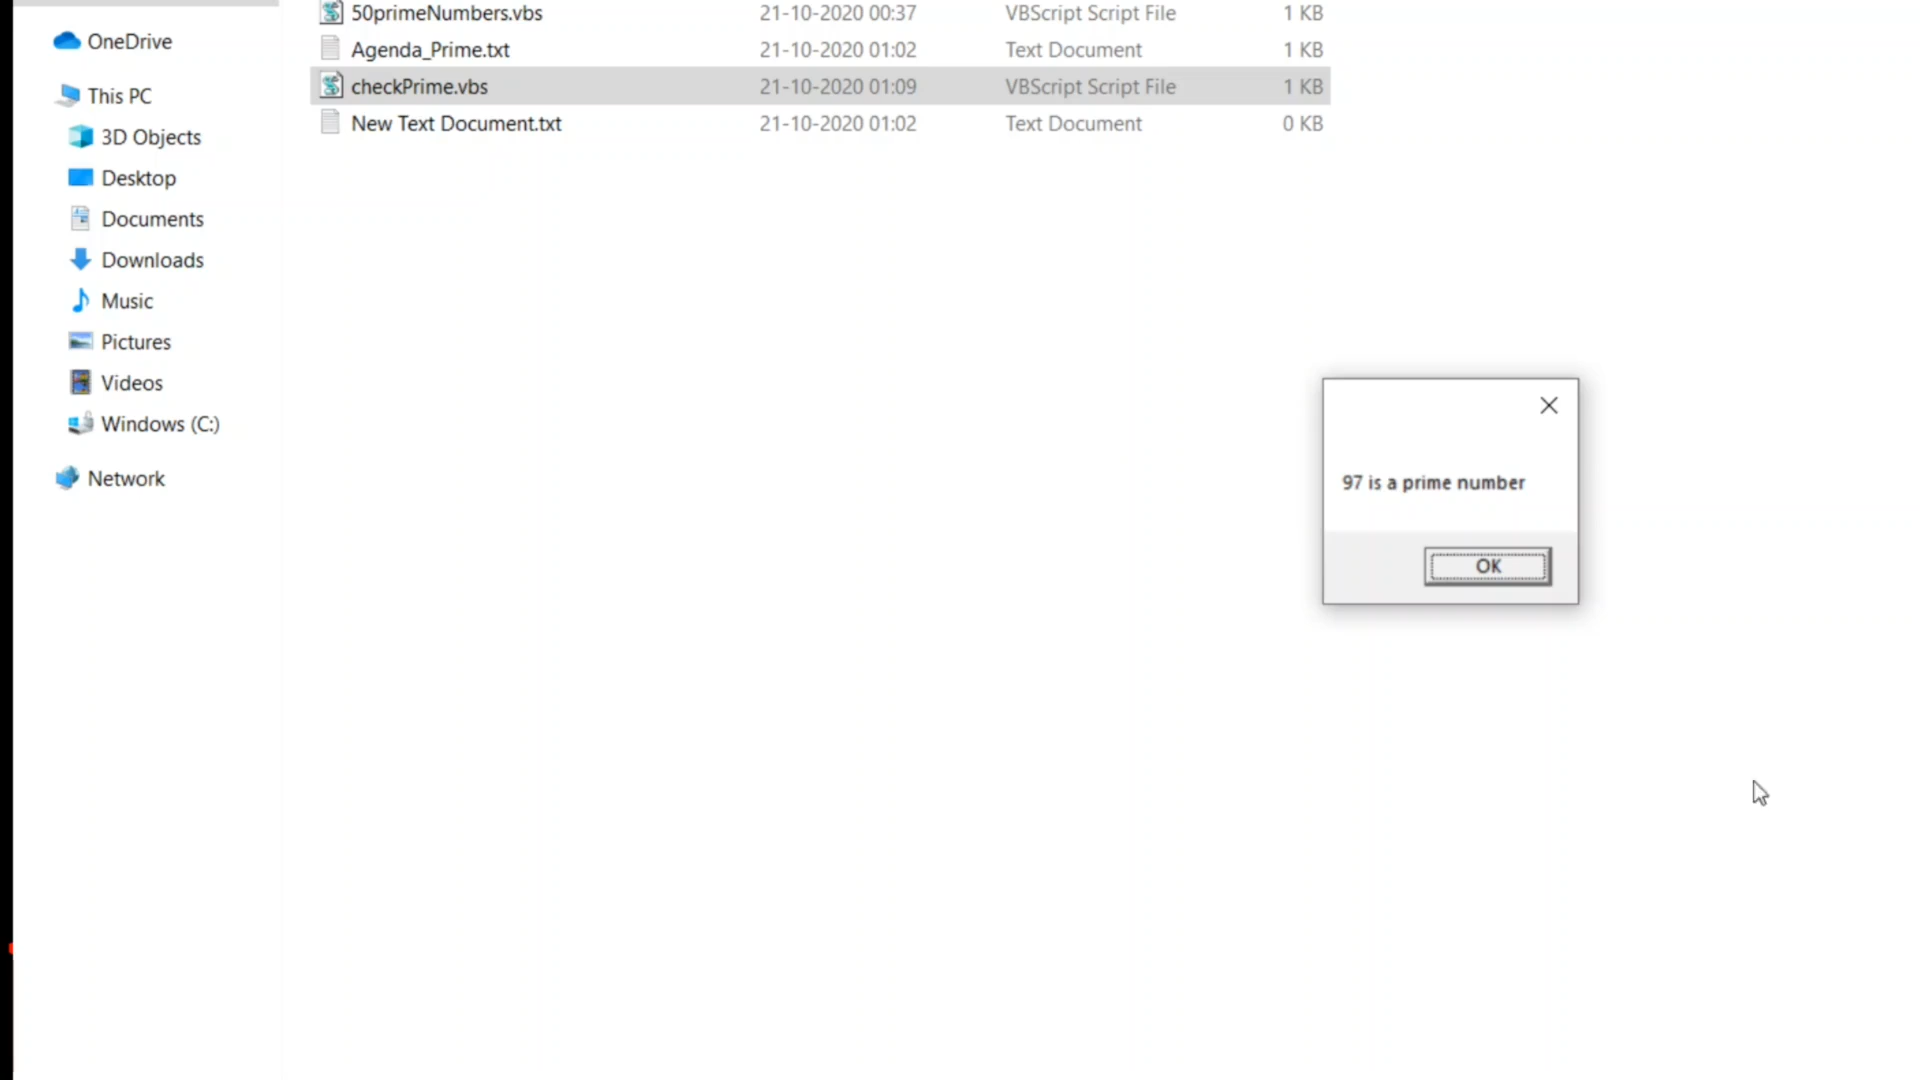 50primeNumbers.vbs 21-10-2020 00:37 VBScript Script File 1 KB
OneDrive
Agenda_Prime.txt 21-10-2020 01:02 Text Document 1 KB
This PC
checkPrime.vbs 21-10-2020 01:09 VBScript Script File 1 KB
New Text Document.txt 21-10-2020 01:02 Text Document 0 KB
3D Objects
Desktop
Documents
Downloads
Music
Pictures
Videos
Windows (C:)
Network
97 is a prime number
OK